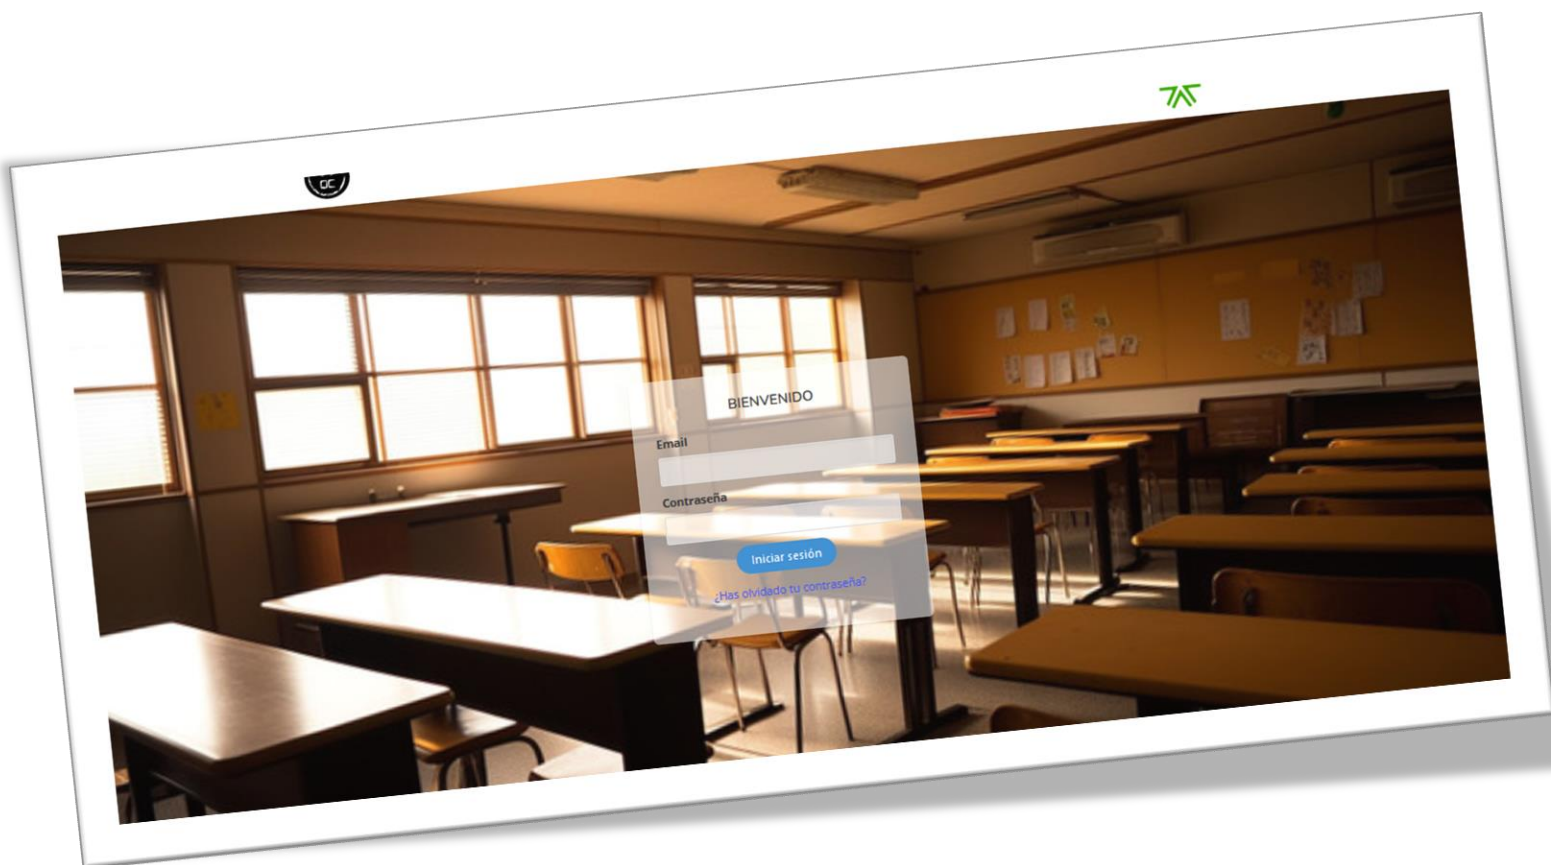 BIENVENIDO
Email
Contraseña
Iniciar sesión
¿Has olvidado tu contraseña?